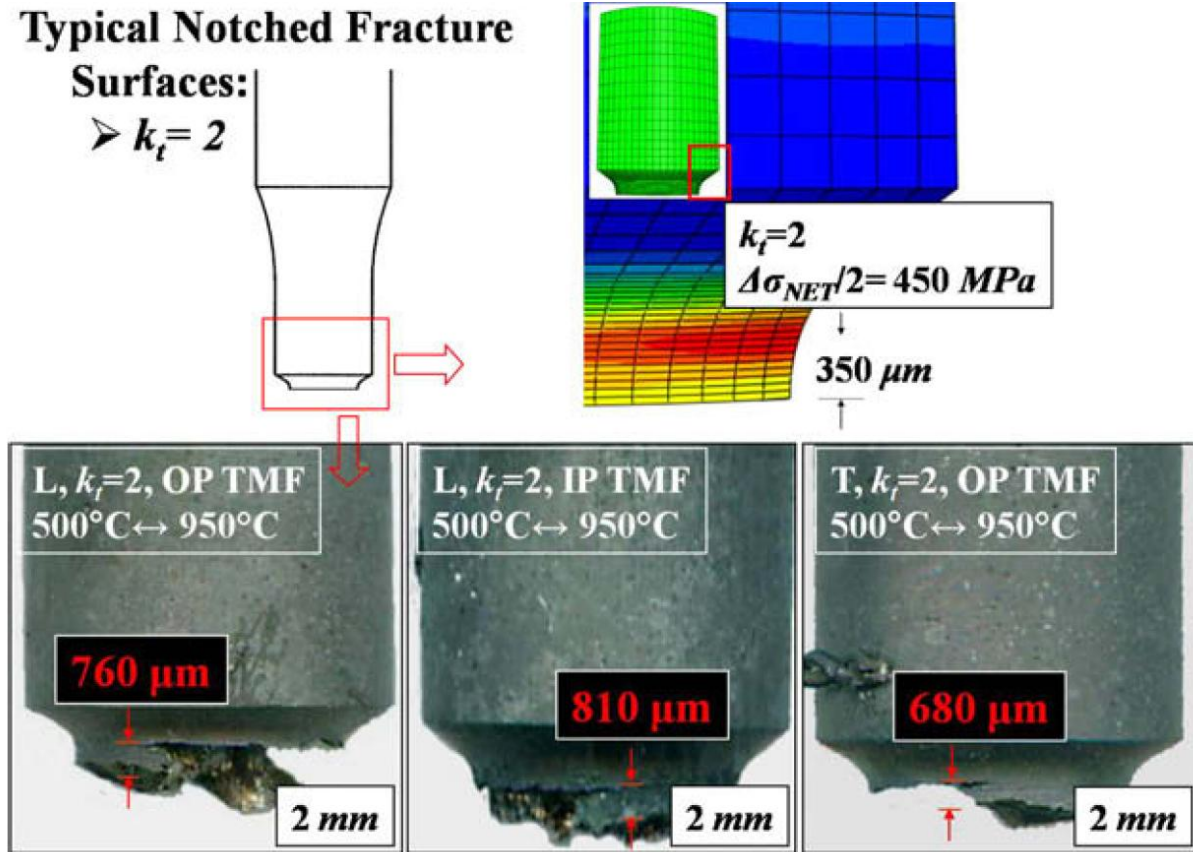 Typical Notched Fracture
Surfaces:
➢ kₜ= 2
kₜ=2
Δσ_NET/2= 450 MPa
350 μm
L, kₜ=2, OP TMF
500°C↔ 950°C
760 μm
2 mm
L, kₜ=2, IP TMF
500°C↔ 950°C
810 μm
2 mm
T, kₜ=2, OP TMF
500°C↔ 950°C
680 μm
2 mm